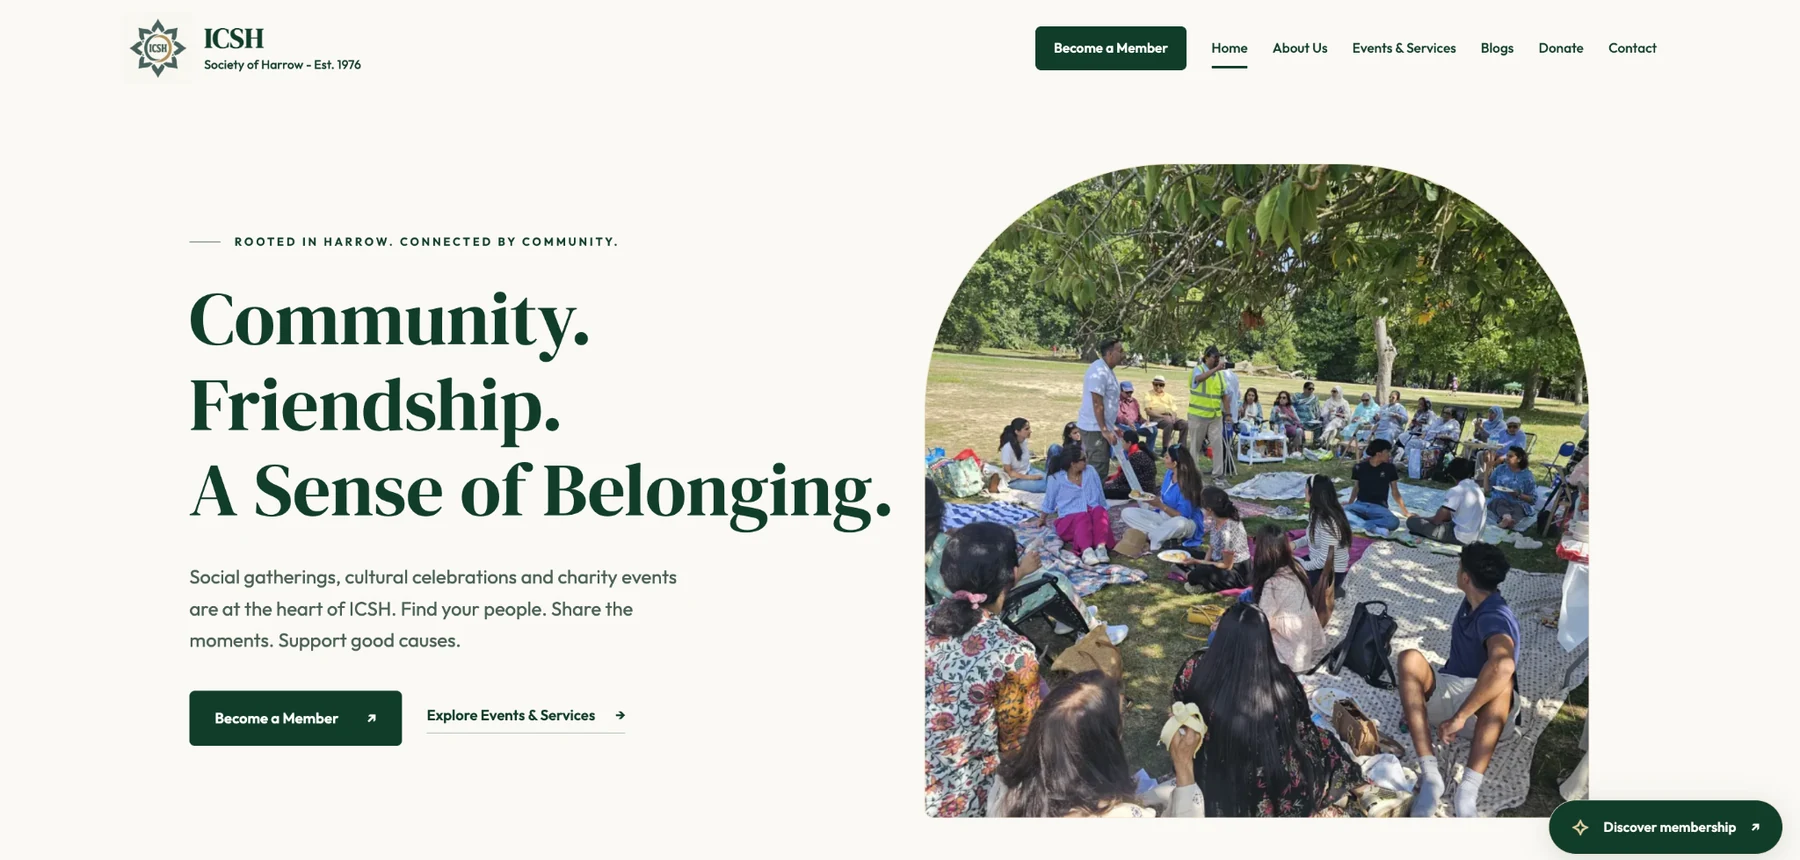 ICSH
ICSH
Society of Harrow - Est. 1976
Become a Member
Home
About Us
Events & Services
Blogs
Donate
Contact
ROOTED IN HARROW. CONNECTED BY COMMUNITY.
Community.
Friendship.
A Sense of Belonging.
Social gatherings, cultural celebrations and charity events
are at the heart of ICSH. Find your people. Share the
moments. Support good causes.
Become a Member
Explore Events & Services
Discover membership